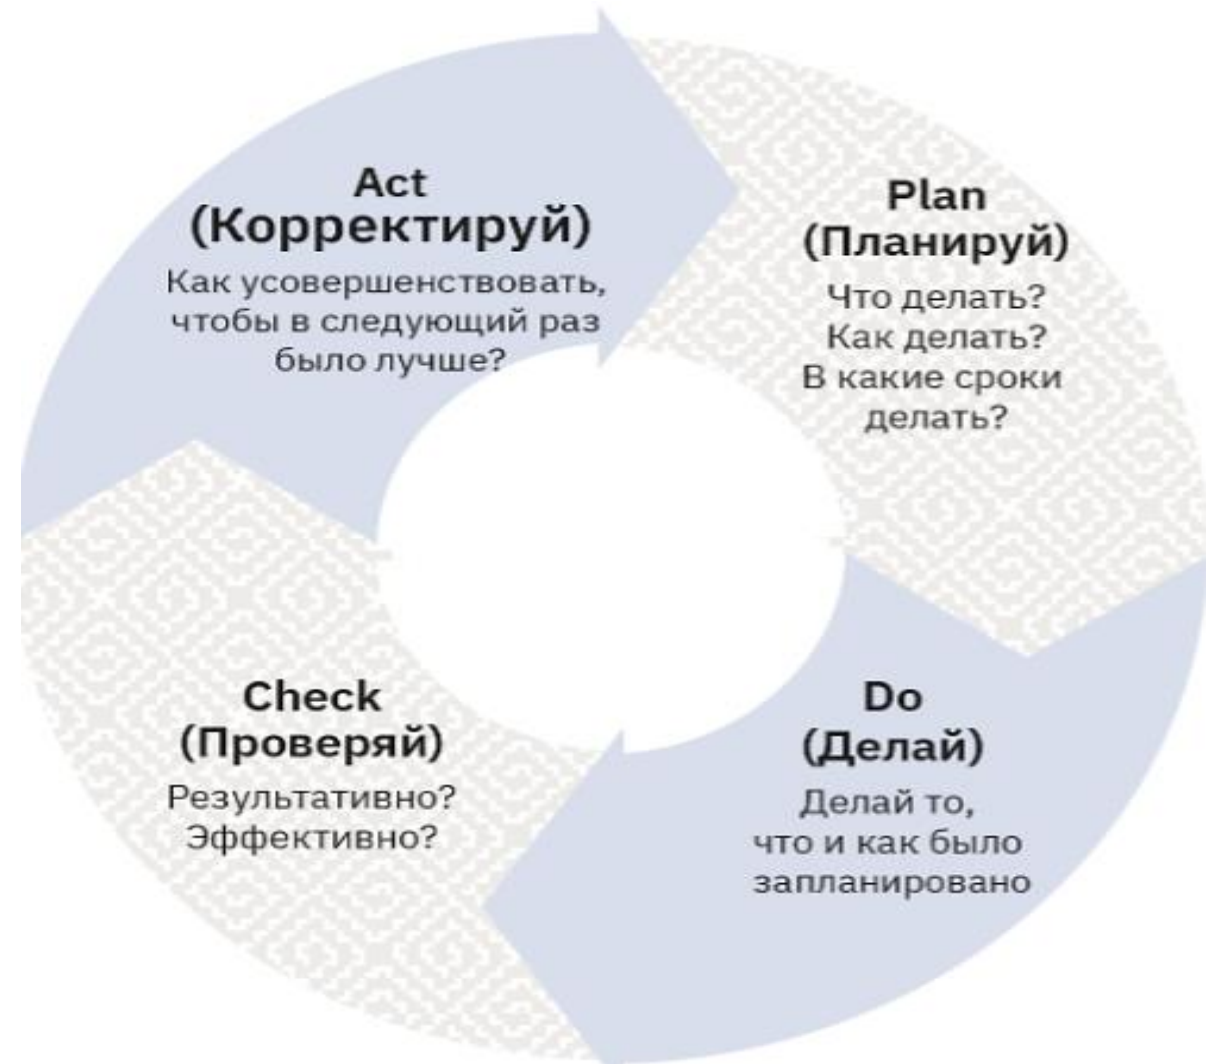 Act
(Корректируй)
Как усовершенствовать,
чтобы в следующий раз
было лучше?
Plan
(Планируй)
Что делать?
Как делать?
В какие сроки
делать?
Check
(Проверяй)
Результативно?
Эффективно?
Do
(Делай)
Делай то,
что и как было
запланировано